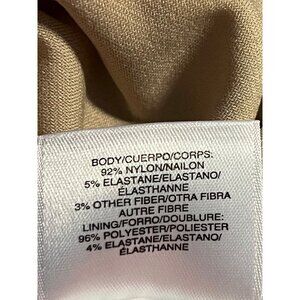 BODY/CUERPO/CORPS:
92% NYLON/NAILON
5% ELASTANE/ELASTANO/
ÉLASTHANNE
3% OTHER FIBER/OTRA FIBRA
AUTRE FIBRE
LINING/FORRO/DOUBLURE:
96% POLYESTER/POLIESTER
4% ELASTANE/ELASTANO/
ÉLASTHANNE